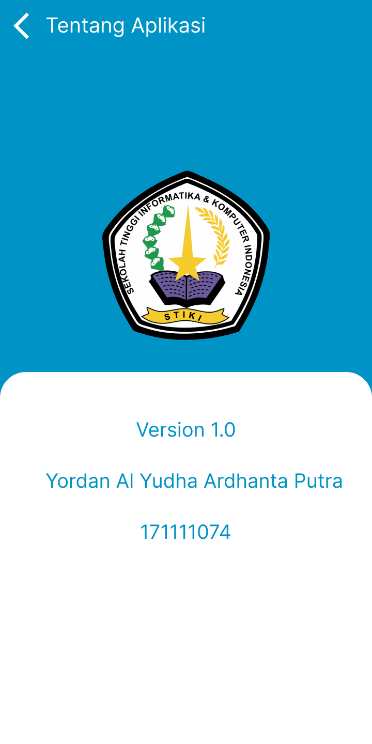 Tentang Aplikasi
SEKOLAH TINGGI INFORMATIKA & KOMPUTER INDONESIA
STIKI
Version 1.0
Yordan Al Yudha Ardhanta Putra
171111074